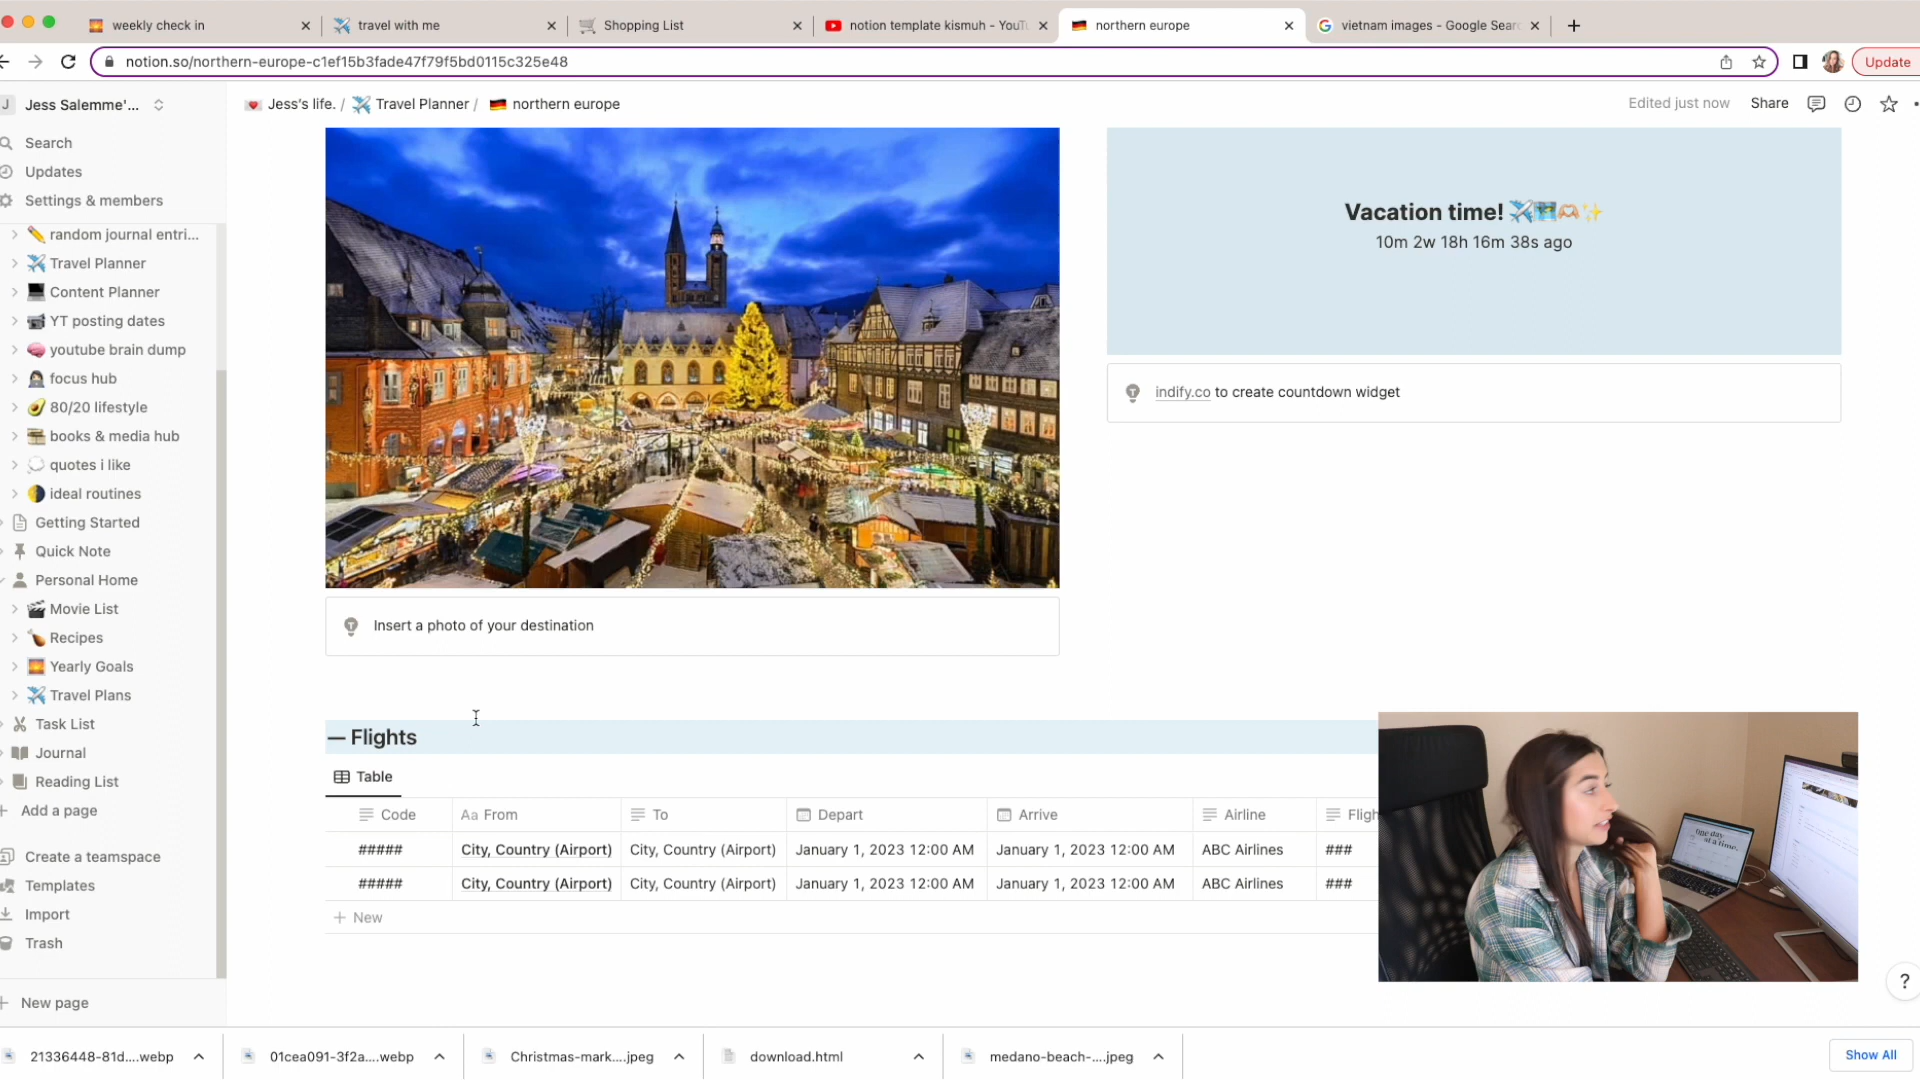 weekly check in
travel with me
Shopping List
notion template kismuh - YouTu
northern europe
vietnam images - Google Searc
notion.so/northern-europe-c1ef15b3fade47f79f5bd0115c325e48
Update
J Jess Salemme'...
Jess's life. / Travel Planner / northern europe
Edited just now
Share
Search
Updates
Settings & members
random journal entri...
Travel Planner
Content Planner
YT posting dates
youtube brain dump
focus hub
80/20 lifestyle
books & media hub
quotes i like
ideal routines
Getting Started
Quick Note
Personal Home
Movie List
Recipes
Yearly Goals
Travel Plans
Task List
Journal
Reading List
Add a page
Create a teamspace
Templates
Import
Trash
New page
Vacation time!
10m 2w 18h 16m 38s ago
indify.co to create countdown widget
Insert a photo of your destination
— Flights
Table
Code Aa From To Depart Arrive Airline Fligh
##### City, Country (Airport) City, Country (Airport) January 1, 2023 12:00 AM January 1, 2023 12:00 AM ABC Airlines ###
##### City, Country (Airport) City, Country (Airport) January 1, 2023 12:00 AM January 1, 2023 12:00 AM ABC Airlines ###
+ New
one day
at a time.
?
21336448-81d....webp
01cea091-3f2a....webp
Christmas-mark....jpeg
download.html
medano-beach-....jpeg
Show All